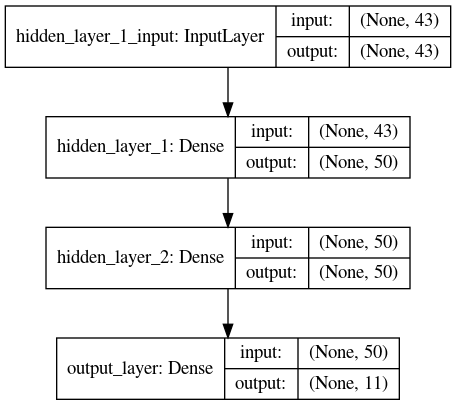 hidden_layer_1_input: InputLayer
input: (None, 43)
output: (None, 43)
hidden_layer_1: Dense
input: (None, 43)
output: (None, 50)
hidden_layer_2: Dense
input: (None, 50)
output: (None, 50)
output_layer: Dense
input: (None, 50)
output: (None, 11)